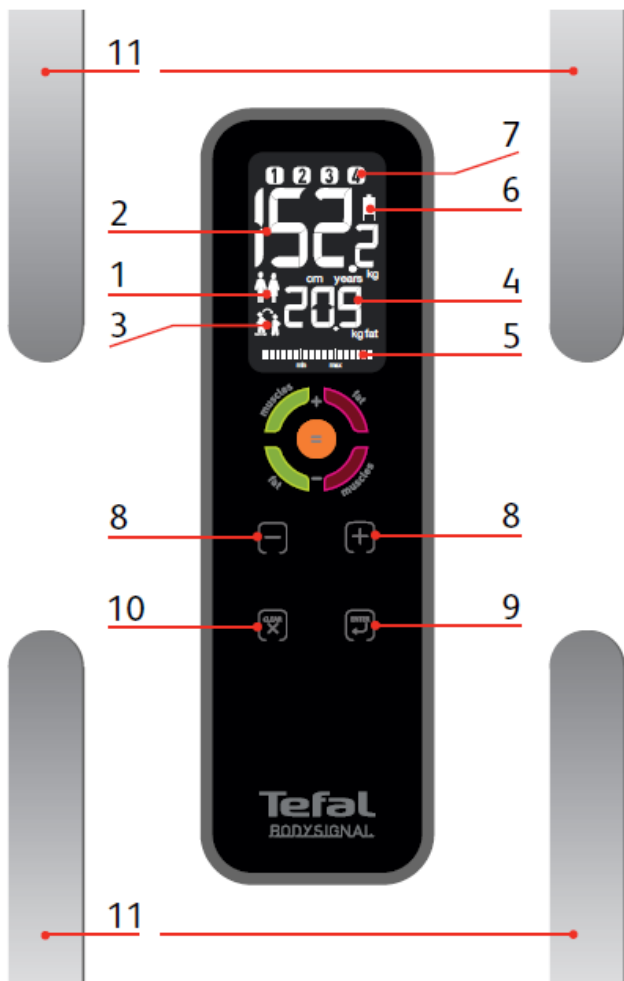 11
7
1 2 3 4
6
2
152.2
kg
1
cm years
4
20.9
3
kg fat
5
min max
muscles + fat
=
fat - muscles
8
8
- +
10
9
CLEAR
ENTER
Tefal
BODYSIGNAL
11